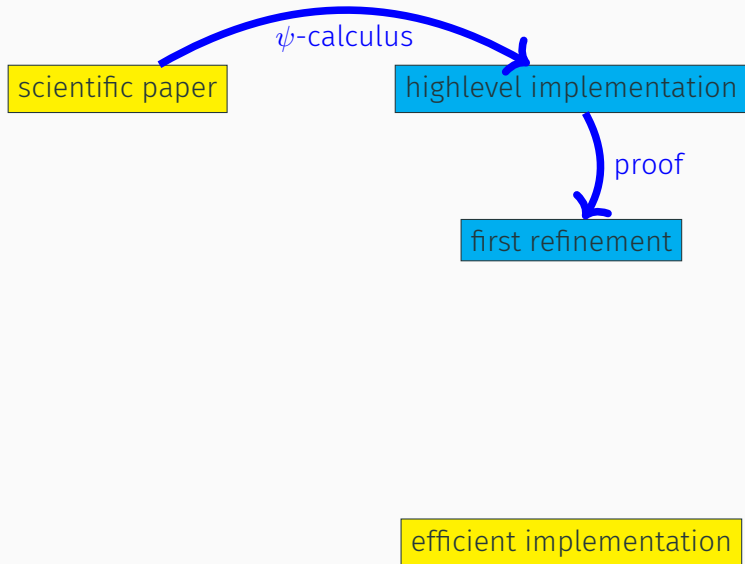 ψ-calculus
scientific paper
highlevel implementation
proof
first refinement
efficient implementation